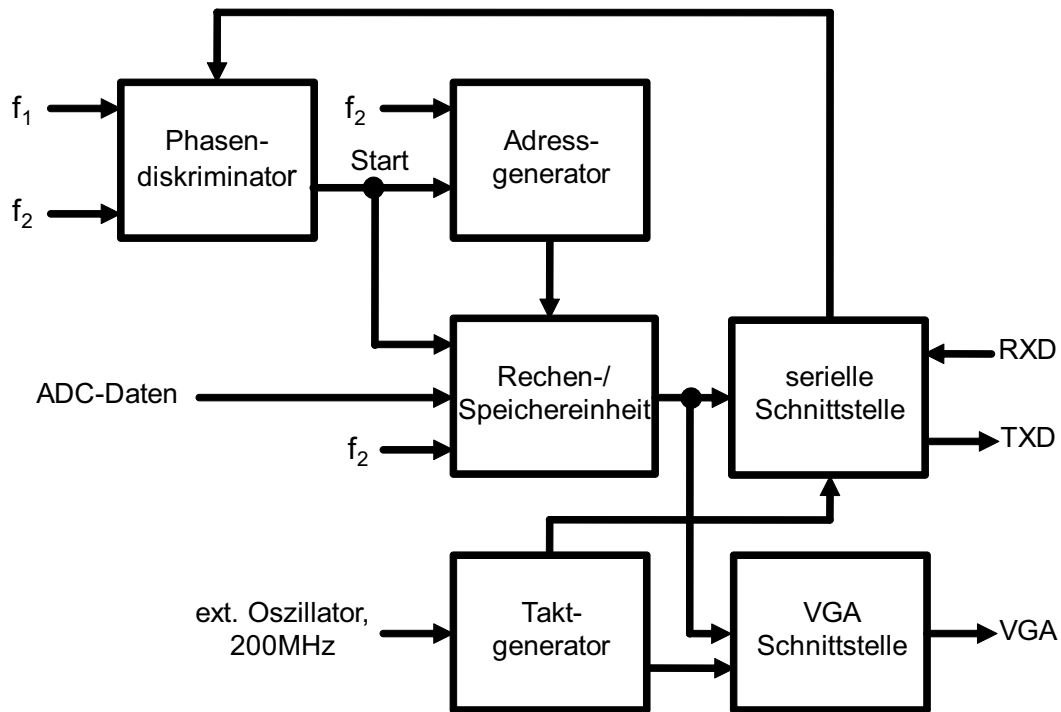 f₁
f₂
Phasen-
diskriminator
Start
f₂
Adress-
generator
ADC-Daten
f₂
Rechen-/
Speichereinheit
serielle
Schnittstelle
RXD
TXD
ext. Oszillator,
200MHz
Takt-
generator
VGA
Schnittstelle
VGA